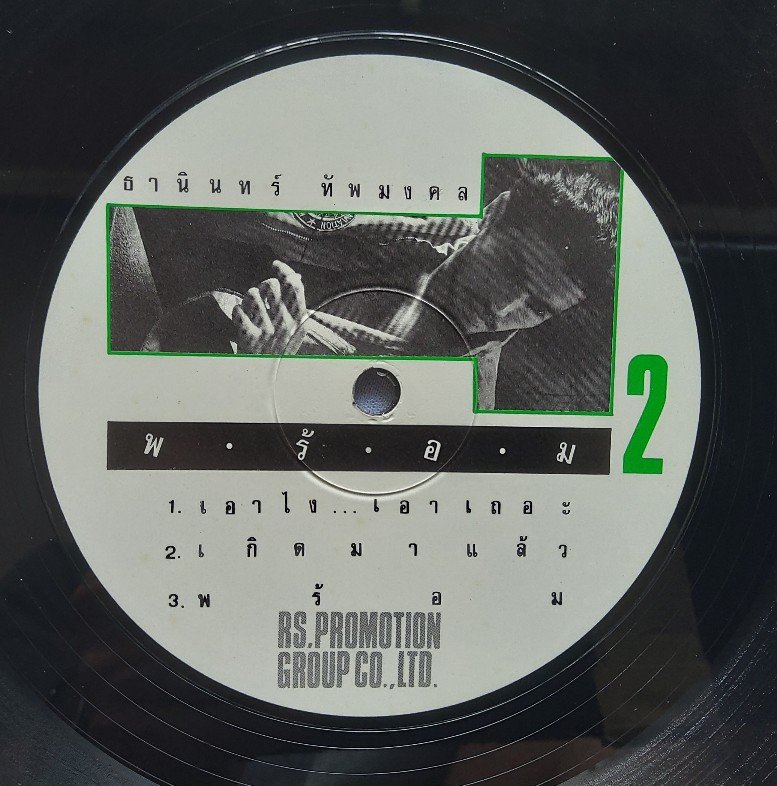 ธานินทร์ ทัพมงคล
NATION
2
พ · ร้ · อ · ม
1. เอาไง...เอาเถอะ
2. เกิดมาแล้ว
3. พร้อม
RS. PROMOTION
GROUP CO., LTD.